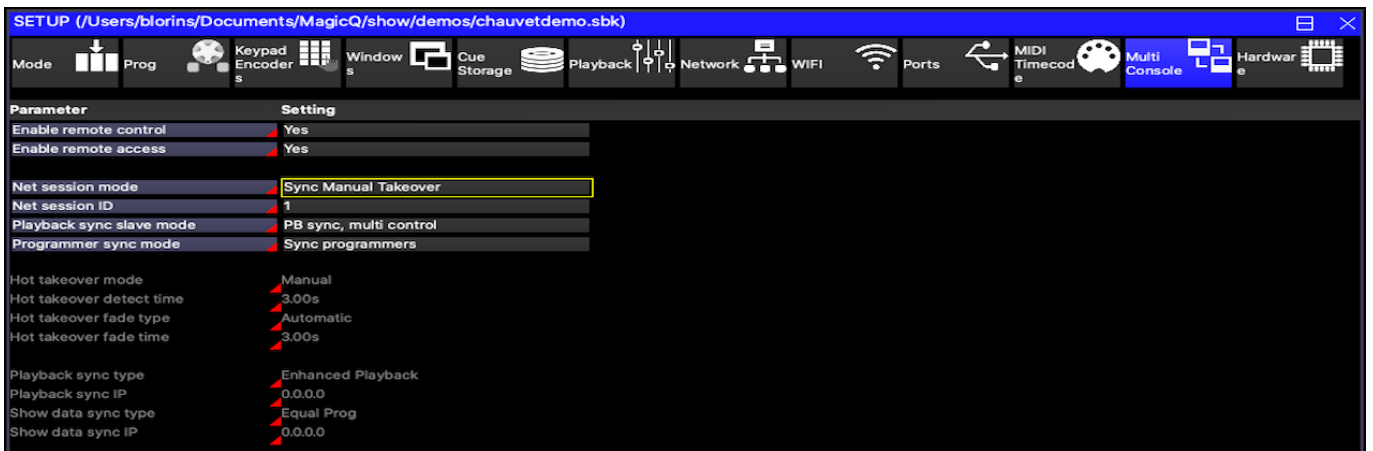 SETUP (/Users/blorins/Documents/MagicQ/show/demos/chauvetdemo.sbk)
Mode
Prog
Keypad
Encoder
s
Window
s
Cue
Storage
Playback
Network
WIFI
Ports
MIDI
Timecod
e
Multi
Console
Hardwar
e
Parameter Setting
Enable remote control Yes
Enable remote access Yes
Net session mode Sync Manual Takeover
Net session ID 1
Playback sync slave mode PB sync, multi control
Programmer sync mode Sync programmers
Hot takeover mode Manual
Hot takeover detect time 3.00s
Hot takeover fade type Automatic
Hot takeover fade time 3.00s
Playback sync type Enhanced Playback
Playback sync IP 0.0.0.0
Show data sync type Equal Prog
Show data sync IP 0.0.0.0